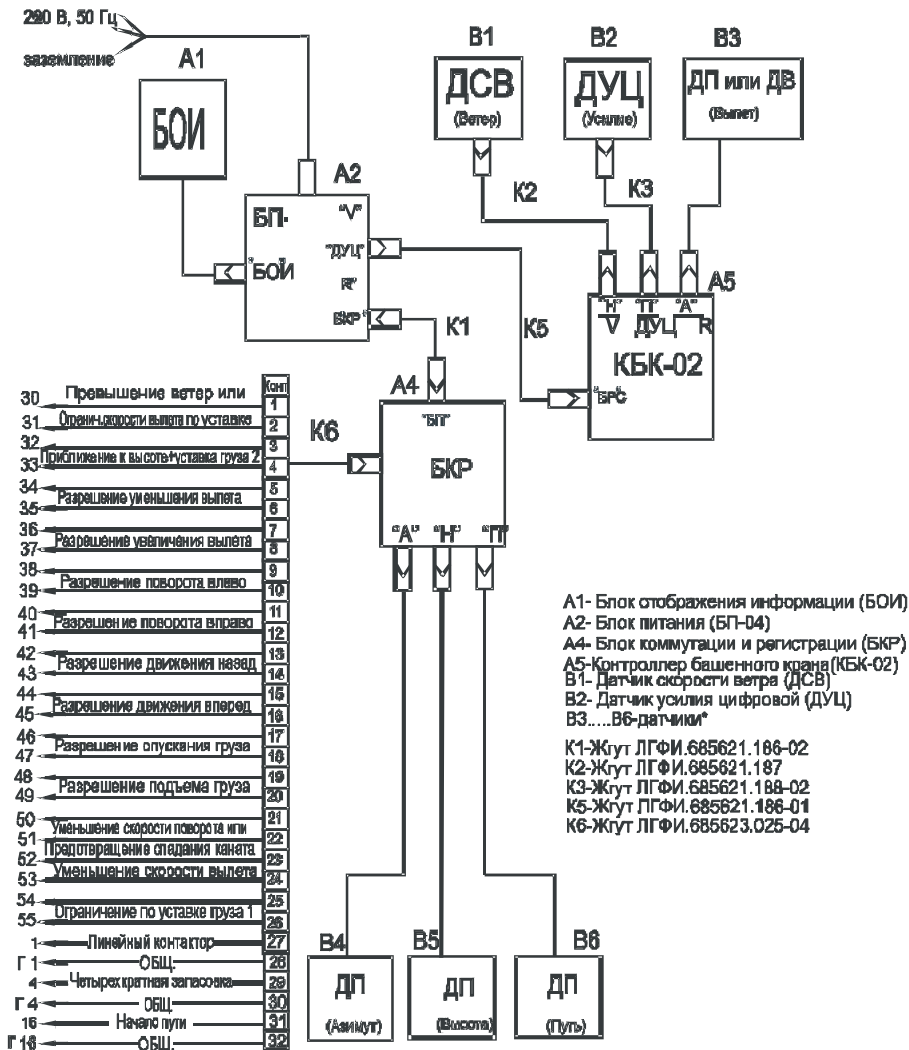 220 В, 50 Гц
заземление
А1
БОИ
А2
БП-
“V”
“ДУЦ”
“БОИ”
R”
БКР”
В1
ДСВ
(Ветер)
В2
ДУЦ
(Усилие)
В3
ДП или ДВ
(Вылет)
К2
К3
А5
“Н” “П” “А”
V ДУЦ R
КБК-02
“БРС”
К1
К5
А4
“БП”
БКР
“А” “Н” “П”
К6
Конт
30 Превышение ветер или 1
31 Огранич.скорости вылета по уставке 2
32 3
33 Приближение к высоте+уставка груза 2 4
34 5
35 Разрешение уменьшения вылета 6
36 7
37 Разрешение увеличения вылета 8
38 9
39 Разрешение поворота влево 10
40 11
41 Разрешение поворота вправо 12
42 13
43 Разрешение движения назад 14
44 15
45 Разрешение движения вперед 16
46 17
47 Разрешение опускания груза 18
48 19
49 Разрешение подъема груза 20
50 21
51 Уменьшение скорости поворота или 22
52 Предотвращение спадания каната 23
53 Уменьшение скорости вылета 24
54 25
55 Ограничение по уставке груза 1 26
1 Линейный контактор 27
Г 1 ОБЩ. 28
4 Четырехкратная запасовка 29
Г 4 ОБЩ. 30
16 Начало пути 31
Г 16 ОБЩ. 32
В4
ДП
(Азимут)
В5
ДП
(Высота)
В6
ДП
(Путь)
А1- Блок отображения информации (БОИ)
А2- Блок питания (БП-04)
А4- Блок коммутации и регистрации (БКР)
А5-Контроллер башенного крана(КБК-02)
В1- Датчик скорости ветра (ДСВ)
В2- Датчик усилия цифровой (ДУЦ)
В3.....В6-датчики*
К1-Жгут ЛГФИ.685621.186-02
К2-Жгут ЛГФИ.685621.187
К3-Жгут ЛГФИ.685621.188-02
К5-Жгут ЛГФИ.685621.186-01
К6-Жгут ЛГФИ.685623.025-04